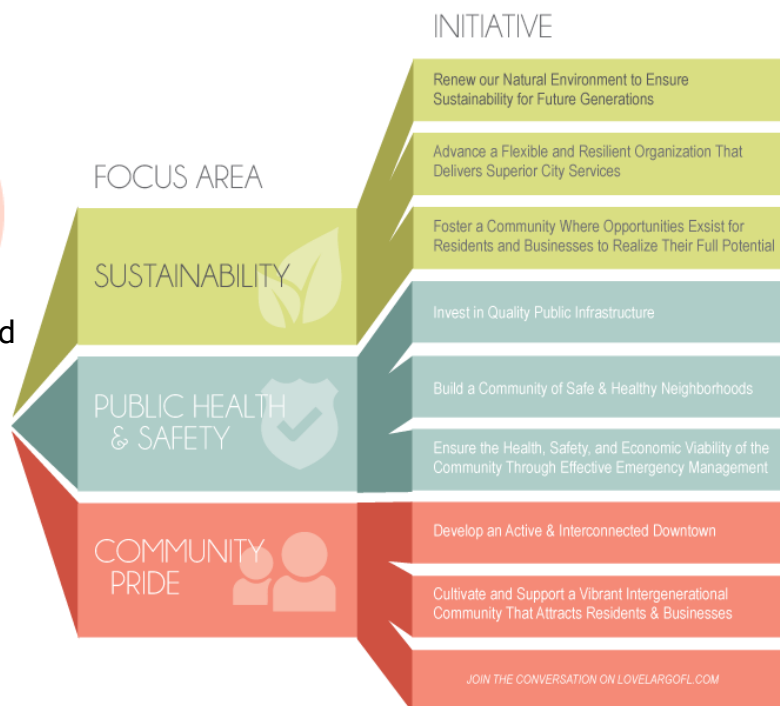 INITIATIVE
Renew our Natural Environment to Ensure
Sustainability for Future Generations
Advance a Flexible and Resilient Organization That
Delivers Superior City Services
Foster a Community Where Opportunities Exsist for
Residents and Businesses to Realize Their Full Potential
Invest in Quality Public Infrastructure
Build a Community of Safe & Healthy Neighborhoods
Ensure the Health, Safety, and Economic Viability of the
Community Through Effective Emergency Management
Develop an Active & Interconnected Downtown
Cultivate and Support a Vibrant Intergenerational
Community That Attracts Residents & Businesses
JOIN THE CONVERSATION ON LOVELARGOFL.COM
FOCUS AREA
SUSTAINABILITY
PUBLIC HEALTH
& SAFETY
COMMUNITY
PRIDE
d